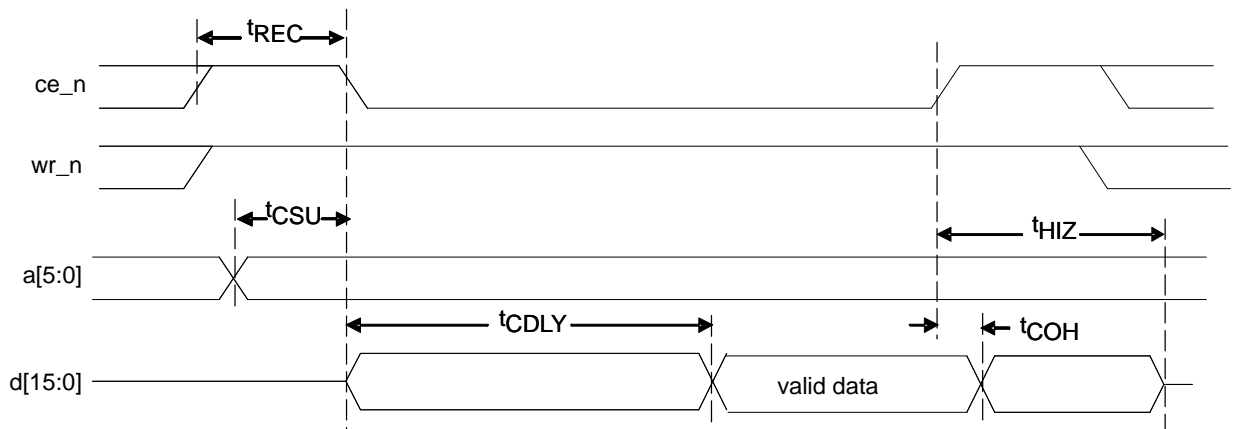 tREC
ce_n
wr_n
tCSU
tHIZ
a[5:0]
tCDLY
tCOH
d[15:0]
valid data